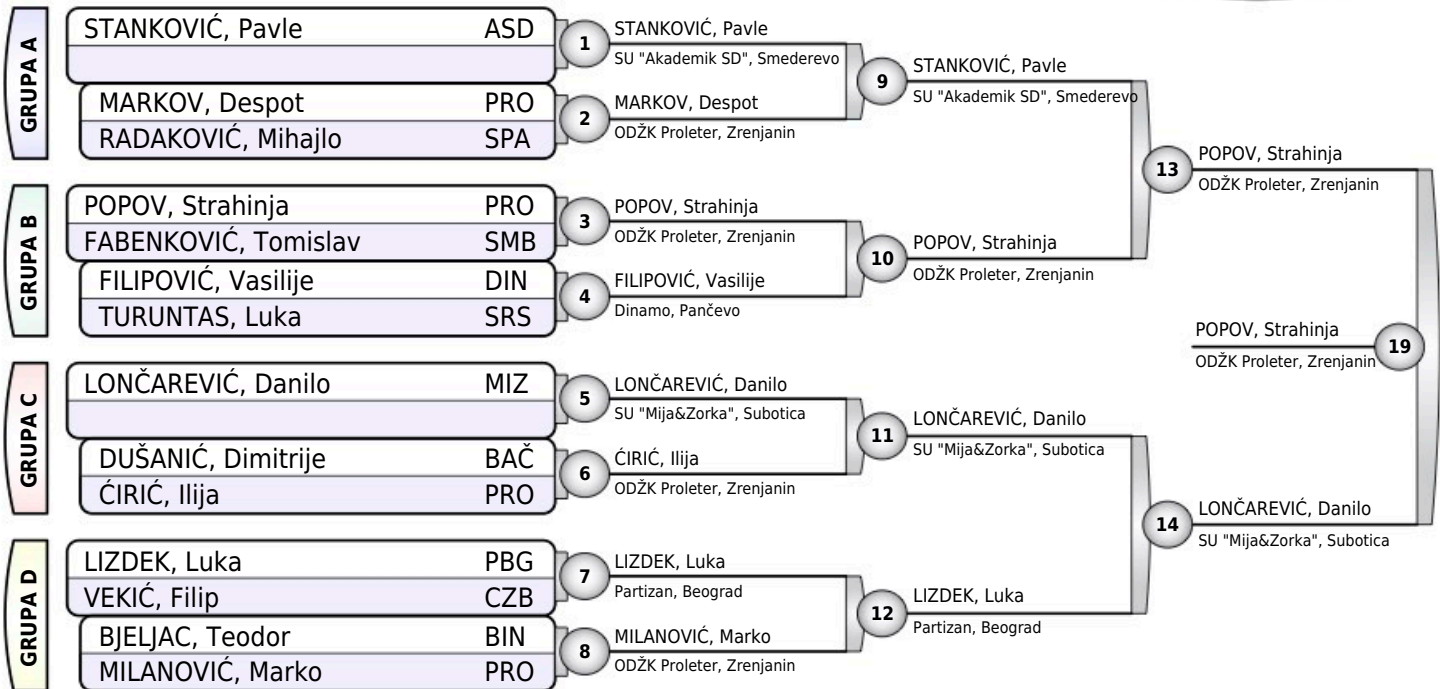 GRUPA A
STANKOVIĆ, Pavle ASD
MARKOV, Despot PRO
RADAKOVIĆ, Mihajlo SPA
GRUPA B
POPOV, Strahinja PRO
FABENKOVIĆ, Tomislav SMB
FILIPOVIĆ, Vasilije DIN
TURUNTAS, Luka SRS
GRUPA C
LONČAREVIĆ, Danilo MIZ
DUŠANIĆ, Dimitrije BAČ
ĆIRIĆ, Ilija PRO
GRUPA D
LIZDEK, Luka PBG
VEKIĆ, Filip CZB
BJELJAC, Teodor BIN
MILANOVIĆ, Marko PRO
1
STANKOVIĆ, Pavle
SU "Akademik SD", Smederevo
2
MARKOV, Despot
ODŽK Proleter, Zrenjanin
3
POPOV, Strahinja
ODŽK Proleter, Zrenjanin
4
FILIPOVIĆ, Vasilije
Dinamo, Pančevo
5
LONČAREVIĆ, Danilo
SU "Mija&Zorka", Subotica
6
ĆIRIĆ, Ilija
ODŽK Proleter, Zrenjanin
7
LIZDEK, Luka
Partizan, Beograd
8
MILANOVIĆ, Marko
ODŽK Proleter, Zrenjanin
9
STANKOVIĆ, Pavle
SU "Akademik SD", Smederevo
10
POPOV, Strahinja
ODŽK Proleter, Zrenjanin
11
LONČAREVIĆ, Danilo
SU "Mija&Zorka", Subotica
12
LIZDEK, Luka
Partizan, Beograd
13
POPOV, Strahinja
ODŽK Proleter, Zrenjanin
14
LONČAREVIĆ, Danilo
SU "Mija&Zorka", Subotica
POPOV, Strahinja
ODŽK Proleter, Zrenjanin
19